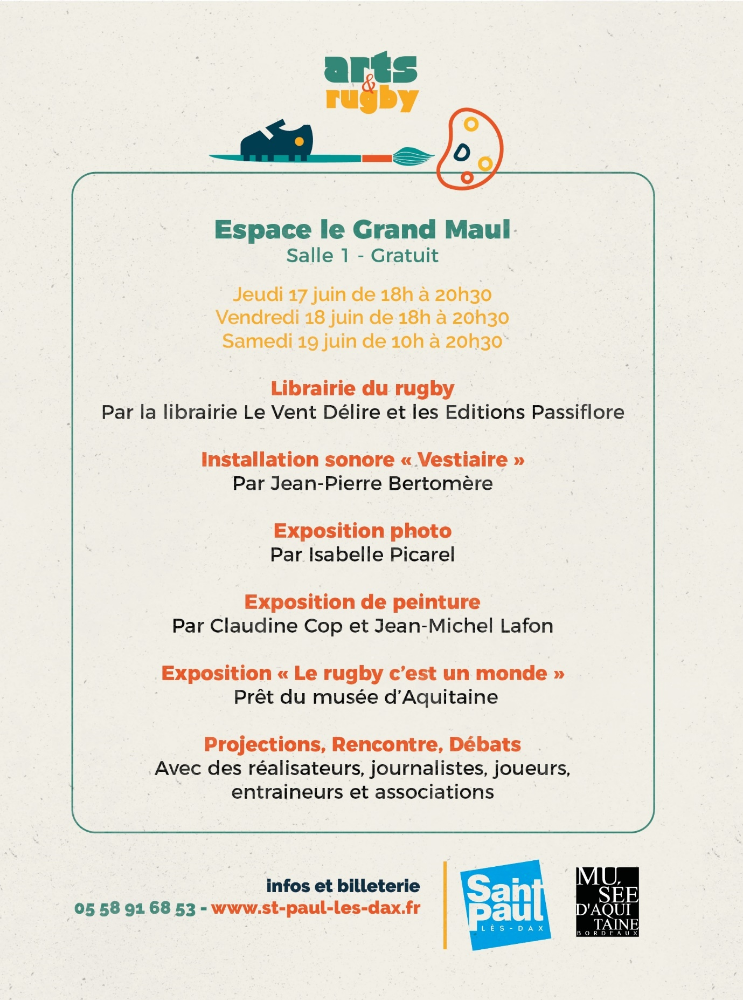 arts
&
rugby
Espace le Grand Maul
Salle 1 - Gratuit
Jeudi 17 juin de 18h à 20h30
Vendredi 18 juin de 18h à 20h30
Samedi 19 juin de 10h à 20h30
Librairie du rugby
Par la librairie Le Vent Délire et les Editions Passiflore
Installation sonore « Vestiaire »
Par Jean-Pierre Bertomère
Exposition photo
Par Isabelle Picarel
Exposition de peinture
Par Claudine Cop et Jean-Michel Lafon
Exposition « Le rugby c’est un monde »
Prêt du musée d’Aquitaine
Projections, Rencontre, Débats
Avec des réalisateurs, journalistes, joueurs,
entraineurs et associations
infos et billeterie
05 58 91 68 53 - www.st-paul-les-dax.fr
Saint
Paul
LÈS-DAX
MU,
SÉE
D'AQUI
TAINE
BORDEAUX